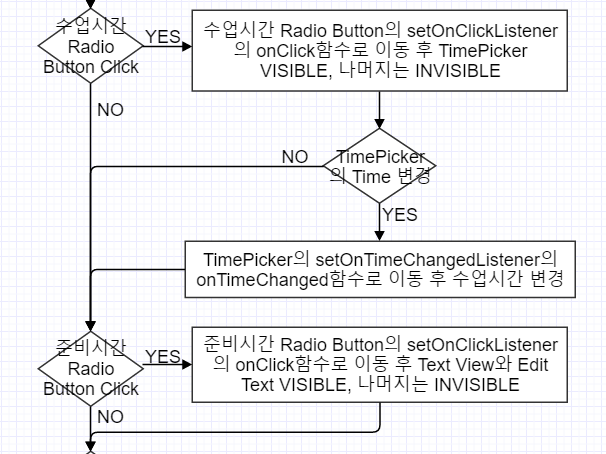 수업시간
Radio
Button Click
YES
수업시간 Radio Button의 setOnClickListener
의 onClick함수로 이동 후 TimePicker
VISIBLE, 나머지는 INVISIBLE
NO
NO
TimePicker
의 Time 변경
YES
TimePicker의 setOnTimeChangedListener의
onTimeChanged함수로 이동 후 수업시간 변경
준비시간
Radio
Button Click
YES
준비시간 Radio Button의 setOnClickListener
의 onClick함수로 이동 후 Text View와 Edit
Text VISIBLE, 나머지는 INVISIBLE
NO